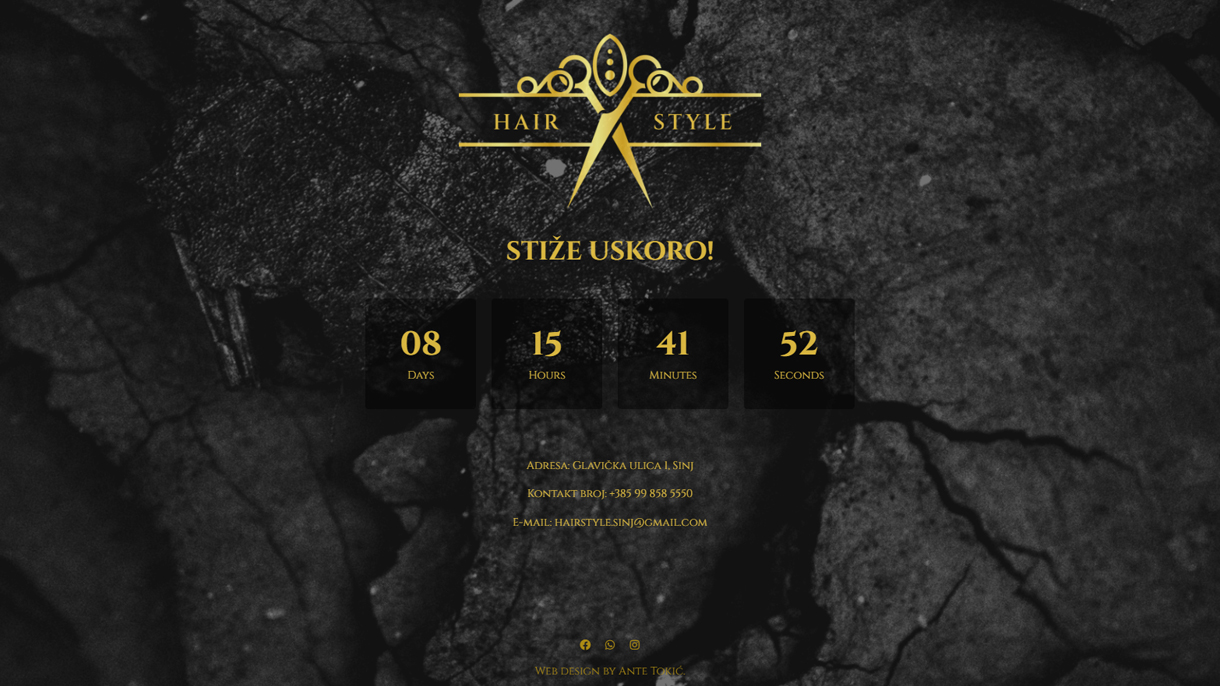 HAIR STYLE
STIŽE USKORO!
08 15 41 52
Days Hours Minutes Seconds
Adresa: Glavička ulica 1, Sinj
Kontakt broj: +385 99 858 5550
E-mail: hairstyle.sinj@gmail.com
Web design by Ante Tokić.